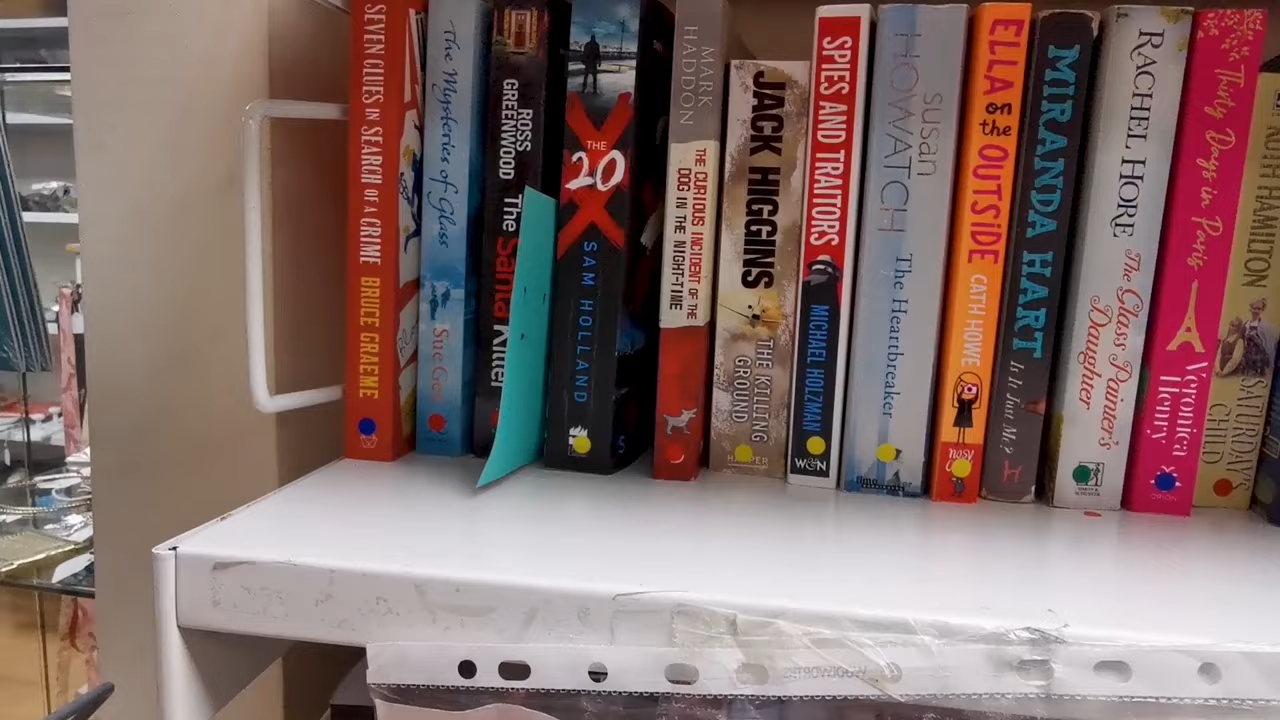 SEVEN CLUES IN SEARCH OF A CRIME BRUCE GRAEME
The Mysteries of Glass Sue Gee
ROSS
GREENWOOD
The Santa Killer
THE
20
SAM HOLLAND
MARK
HADDON
THE CURIOUS INCIDENT OF THE
DOG IN THE NIGHT-TIME
JACK HIGGINS
THE KILLING
GROUND
HARPER
SPIES AND TRAITORS
MICHAEL HOLZMAN
W&N
SUSAN
HOWATCH
The Heartbreaker
ELLA on
the OUTSIDE
CATH HOWE
nosy
MIRANDA HART
Is It Just Me?
RACHEL HORE
The Glass Painter's
Daughter
Thirty Days in Paris
Veronica
Henry
RUTH HAMILTON
SATURDAY'S
CHILD
WOOLWORTHS